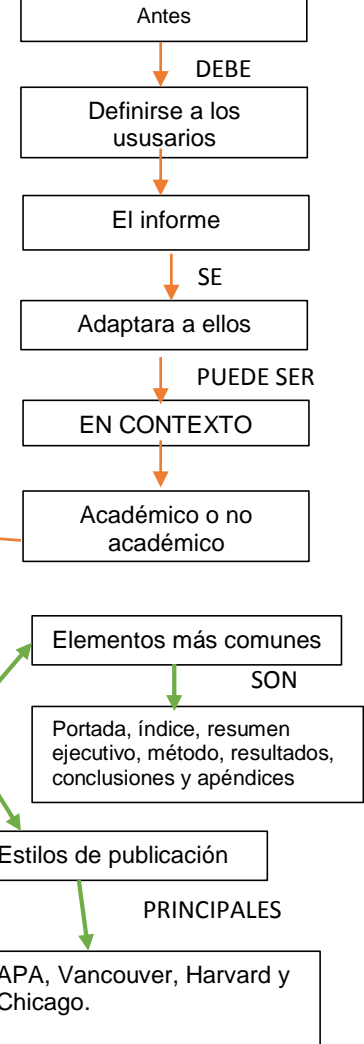 Antes
DEBE
Definirse a los
ususarios
El informe
SE
Adaptara a ellos
PUEDE SER
EN CONTEXTO
Académico o no
académico
Elementos más comunes
SON
Portada, índice, resumen
ejecutivo, método, resultados,
conclusiones y apéndices
Estilos de publicación
PRINCIPALES
APA, Vancouver, Harvard y
Chicago.